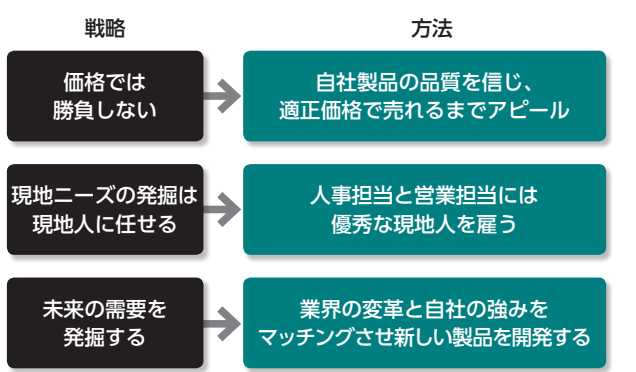 戦略
方法
価格では
勝負しない
自社製品の品質を信じ、
適正価格で売れるまでアピール
現地ニーズの発掘は
現地人に任せる
人事担当と営業担当には
優秀な現地人を雇う
未来の需要を
発掘する
業界の変革と自社の強みを
マッチングさせ新しい製品を開発する